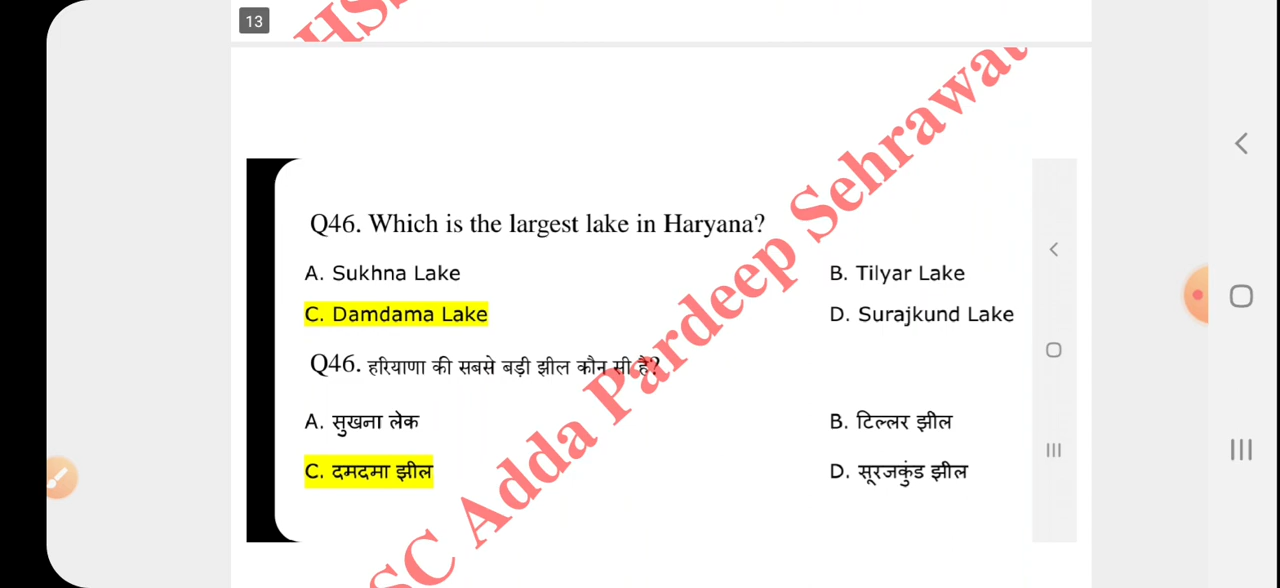 13
HSSC Adda Pardeep Sehrawat
Q46. Which is the largest lake in Haryana?
A. Sukhna Lake
B. Tilyar Lake
C. Damdama Lake
D. Surajkund Lake
Q46. हरियाणा की सबसे बड़ी झील कौन सी है?
A. सुखना लेक
B. टिल्लर झील
C. दमदमा झील
D. सूरजकुंड झील